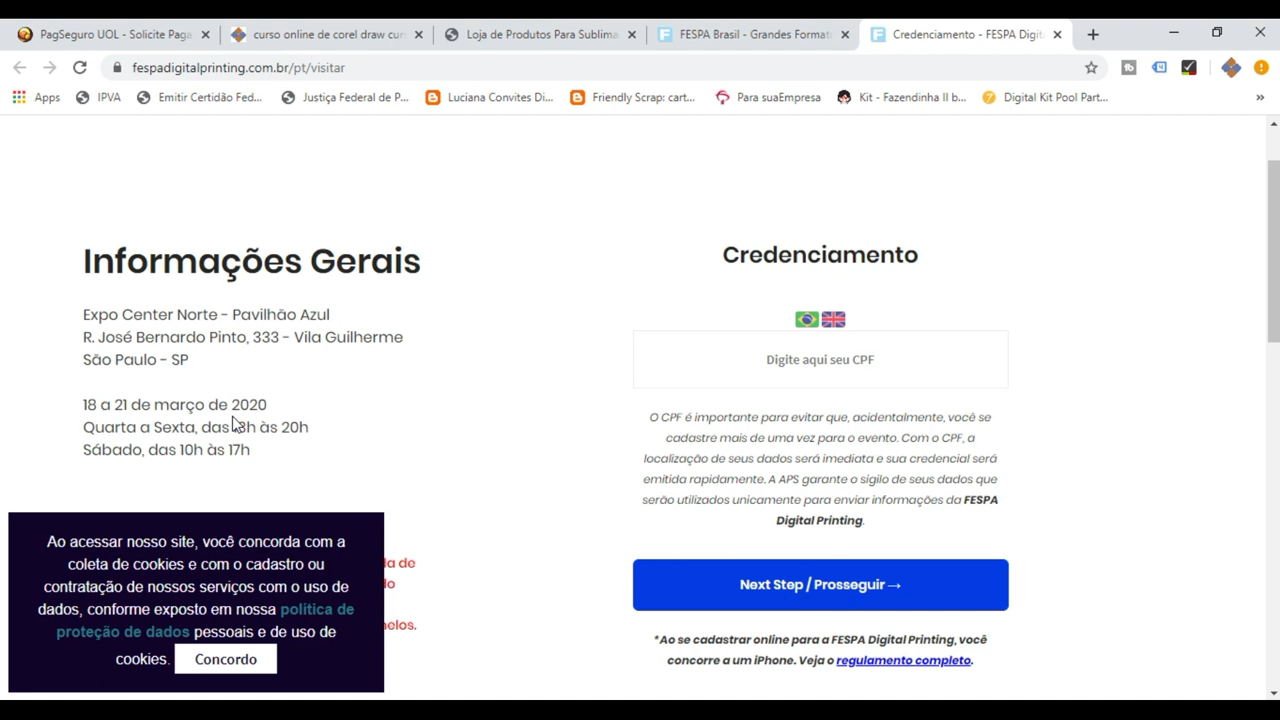 PagSeguro UOL - Solicite Paga
curso online de corel draw curs
Loja de Produtos Para Sublima
FESPA Brasil - Grandes Format
Credenciamento - FESPA Digit
fespadigitalprinting.com.br/pt/visitar
Apps
IPVA
Emitir Certidão Fed...
Justiça Federal de P...
Luciana Convites Di...
Friendly Scrap: cart...
Para suaEmpresa
Kit - Fazendinha II b...
Digital Kit Pool Part...
Informações Gerais
Expo Center Norte - Pavilhão Azul
R. José Bernardo Pinto, 333 - Vila Guilherme
São Paulo - SP
18 a 21 de março de 2020
Quarta a Sexta, das 3h às 20h
Sábado, das 10h às 17h
da de
nelos.
Ao acessar nosso site, você concorda com a
coleta de cookies e com o cadastro ou
contratação de nossos serviços com o uso de
dados, conforme exposto em nossa política de
proteção de dados pessoais e de uso de
cookies. Concordo
Credenciamento
Digite aqui seu CPF
O CPF é importante para evitar que, acidentalmente, você se
cadastre mais de uma vez para o evento. Com o CPF, a
localização de seus dados será imediata e sua credencial será
emitida rapidamente. A APS garante o sigilo de seus dados que
serão utilizados unicamente para enviar informações da FESPA
Digital Printing.
Next Step / Prosseguir →
*Ao se cadastrar online para a FESPA Digital Printing, você
concorre a um iPhone. Veja o regulamento completo.